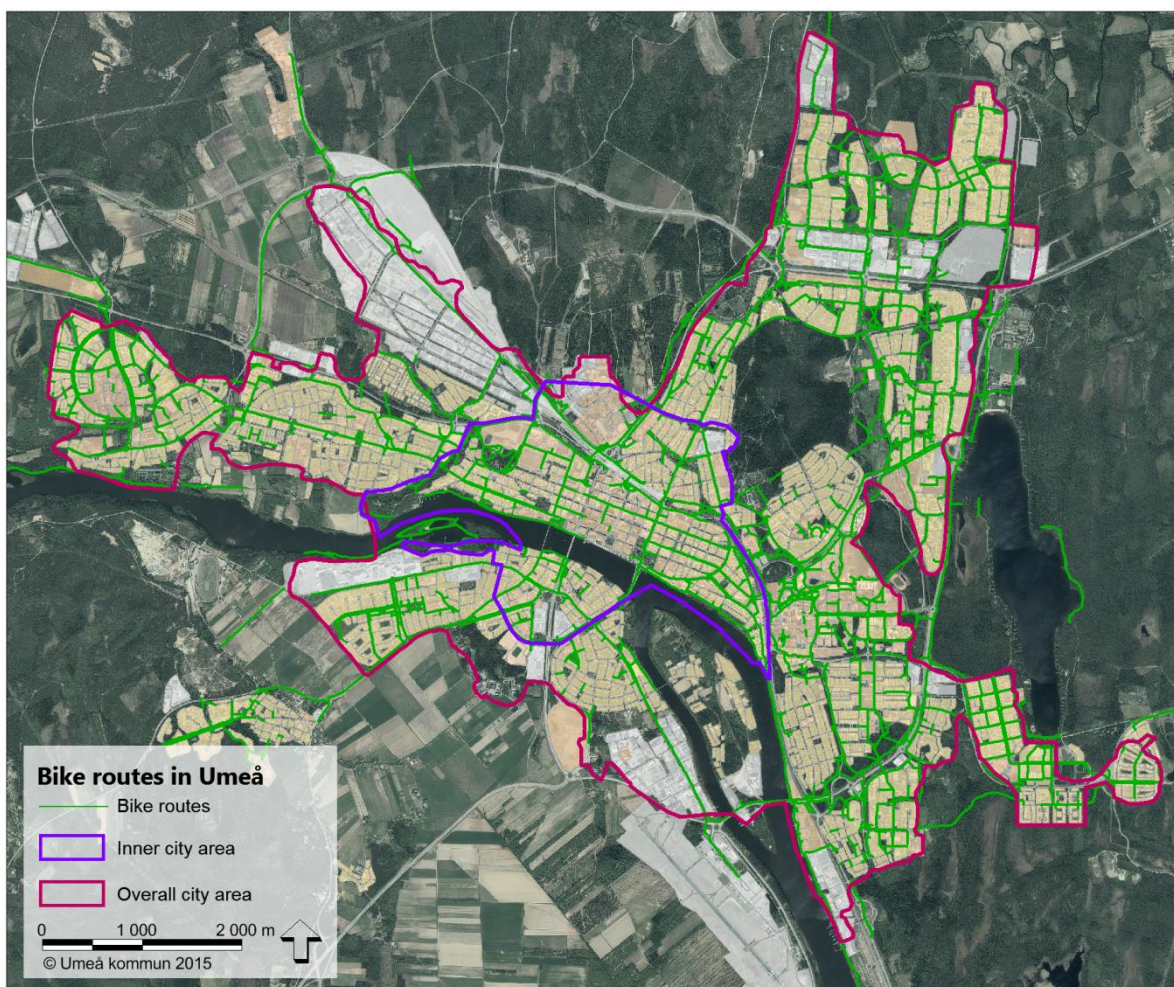 Bike routes in Umeå
Bike routes
Inner city area
Overall city area
0 1 000 2 000 m
© Umeå kommun 2015